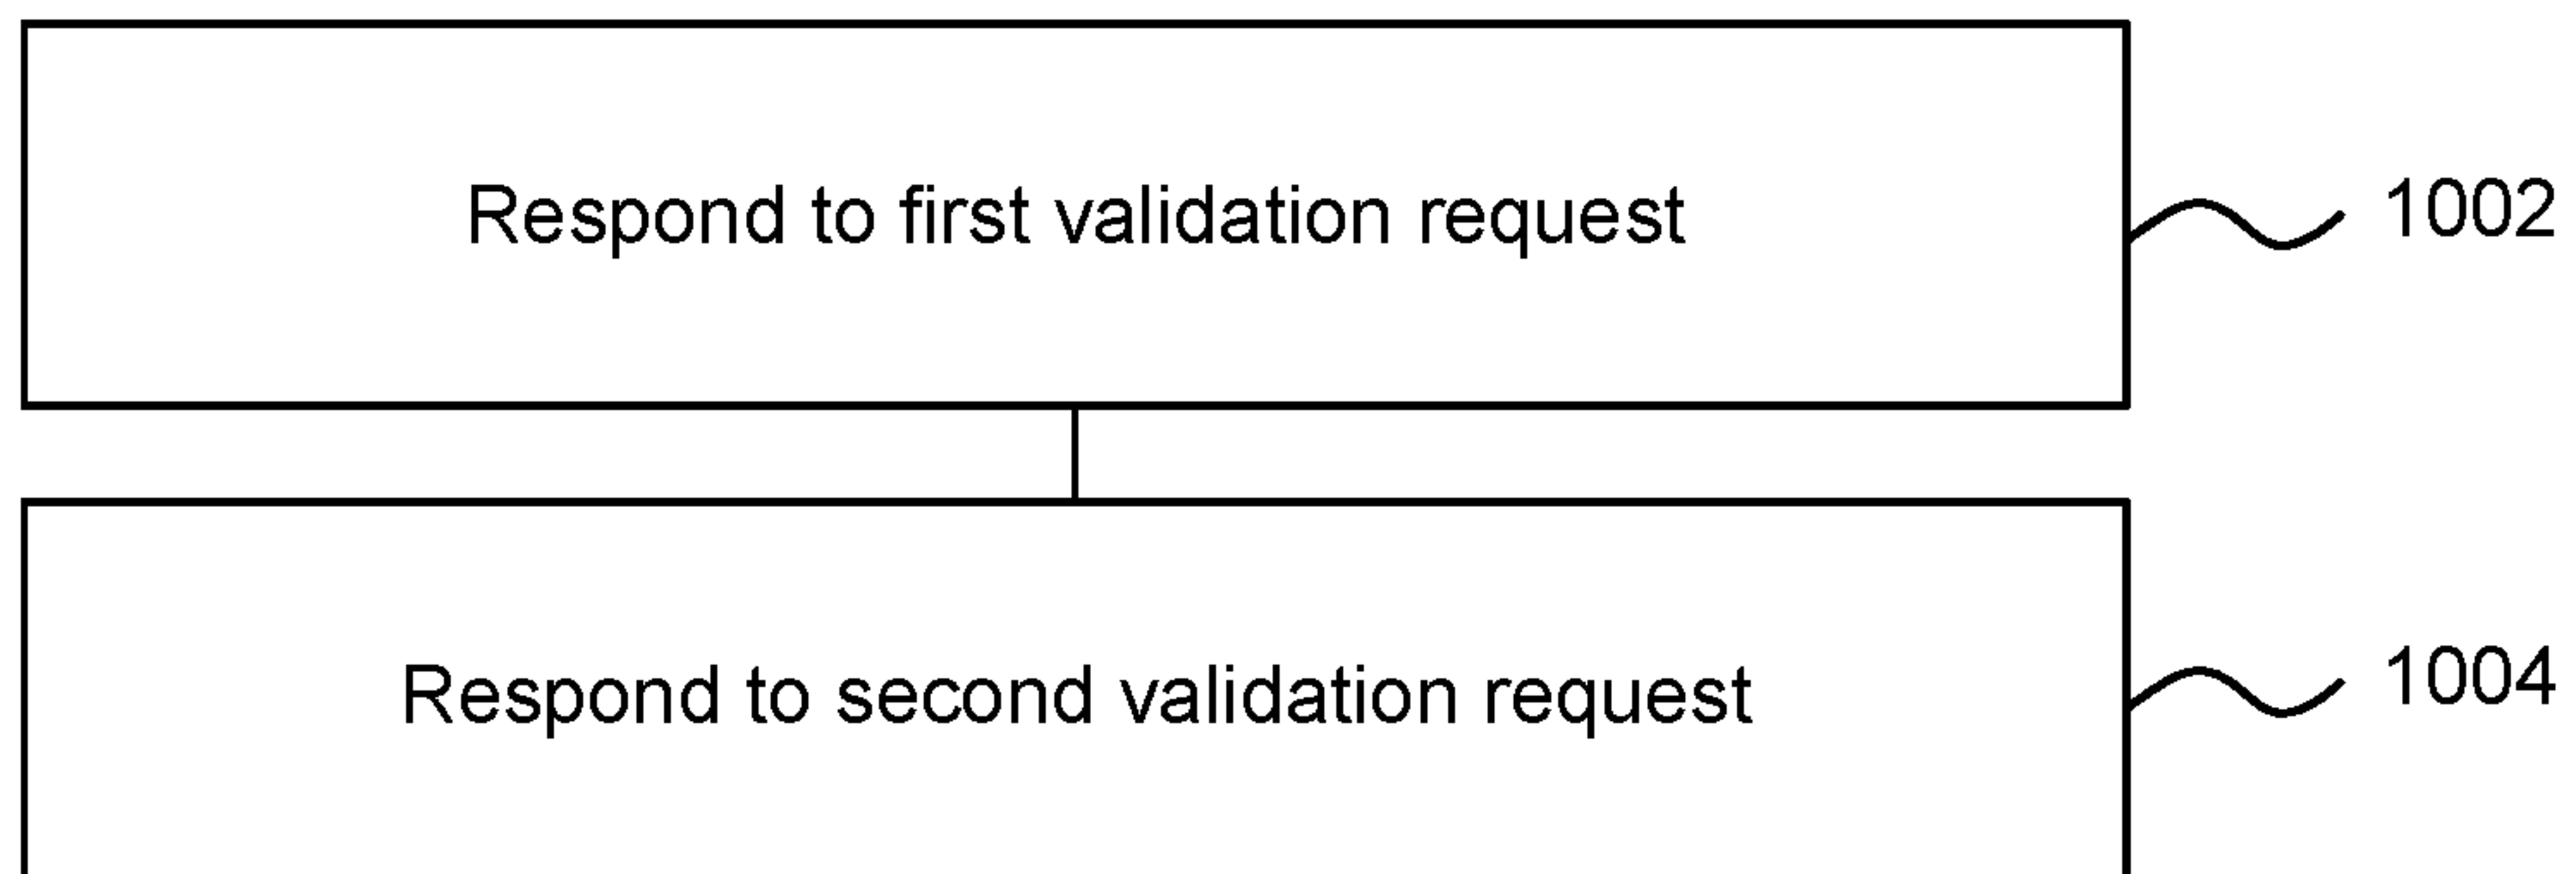 Respond to first validation request
1002
Respond to second validation request
1004